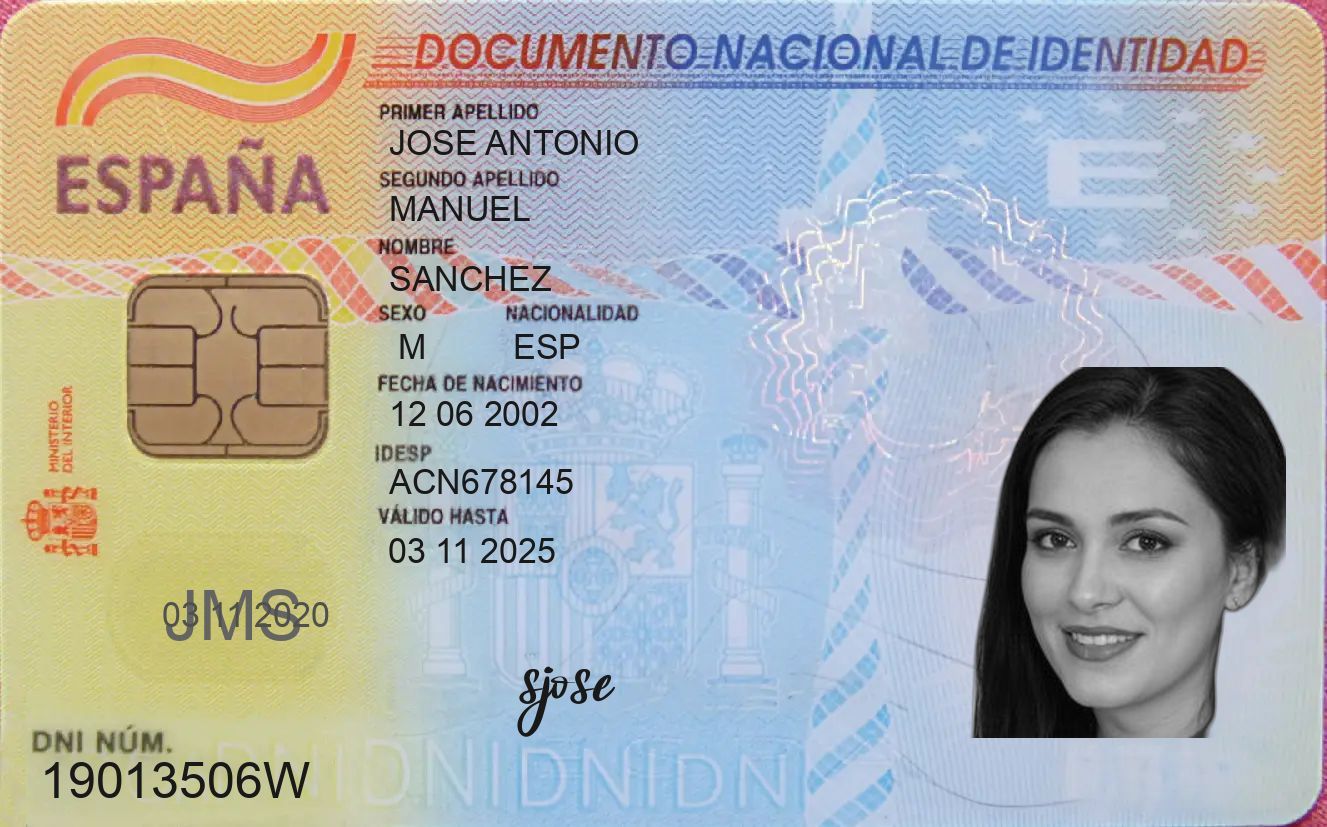 DOCUMENTO NACIONAL DE IDENTIDAD
ESPAÑA
PRIMER APELLIDO
JOSE ANTONIO
SEGUNDO APELLIDO
MANUEL
NOMBRE
SANCHEZ
SEXO NACIONALIDAD
M ESP
FECHA DE NACIMIENTO
12 06 2002
IDESP
ACN678145
VÁLIDO HASTA
03 11 2025
MINISTERIO
DEL INTERIOR
E
03 11 2020
JMS
sjose
DNI NÚM.
19013506W
DNIDNIDNIDN